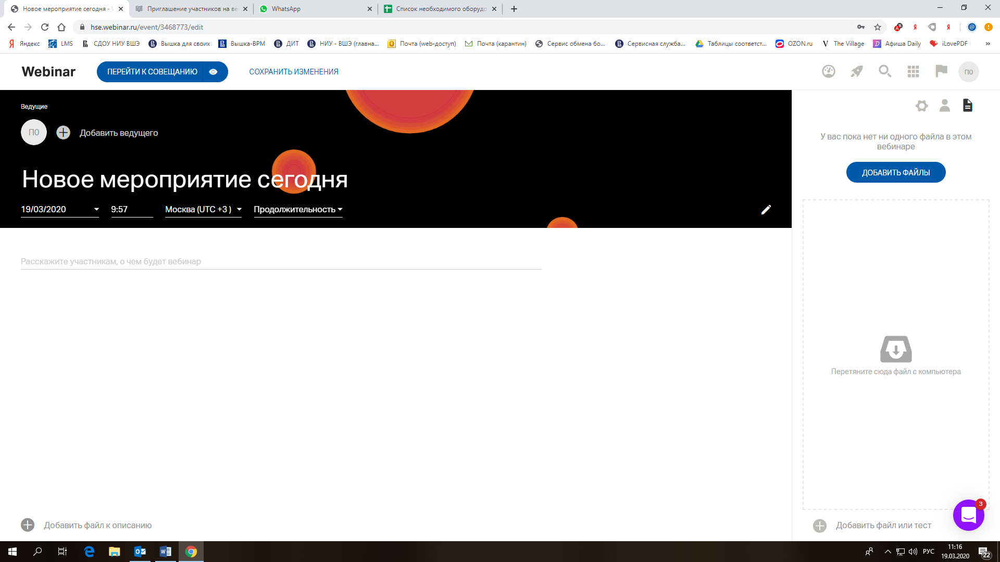 Новое мероприятие сегодня -
Приглашение участников на ве
WhatsApp
Список необходимого оборудо
hse.webinar.ru/event/3468773/edit
Яндекс
LMS
СДОУ НИУ ВШЭ
Вышка для своих
Вышка-BPM
ДИТ
НИУ - ВШЭ (главна...
Почта (web-доступ)
Почта (карантин)
Сервис обмена бо...
Сервисная служба...
Таблицы соответст...
OZON.ru
The Village
Афиша Daily
iLovePDF
Webinar
ПЕРЕЙТИ К СОВЕЩАНИЮ
СОХРАНИТЬ ИЗМЕНЕНИЯ
П0
Ведущие
П0
Добавить ведущего
Новое мероприятие сегодня
19/03/2020
9:57
Москва (UTC +3 )
Продолжительность
У вас пока нет ни одного файла в этом
вебинаре
ДОБАВИТЬ ФАЙЛЫ
Расскажите участникам, о чем будет вебинар
Перетяните сюда файл с компьютера
3
Добавить файл к описанию
Добавить файл или тест
РУС
11:16
19.03.2020
22